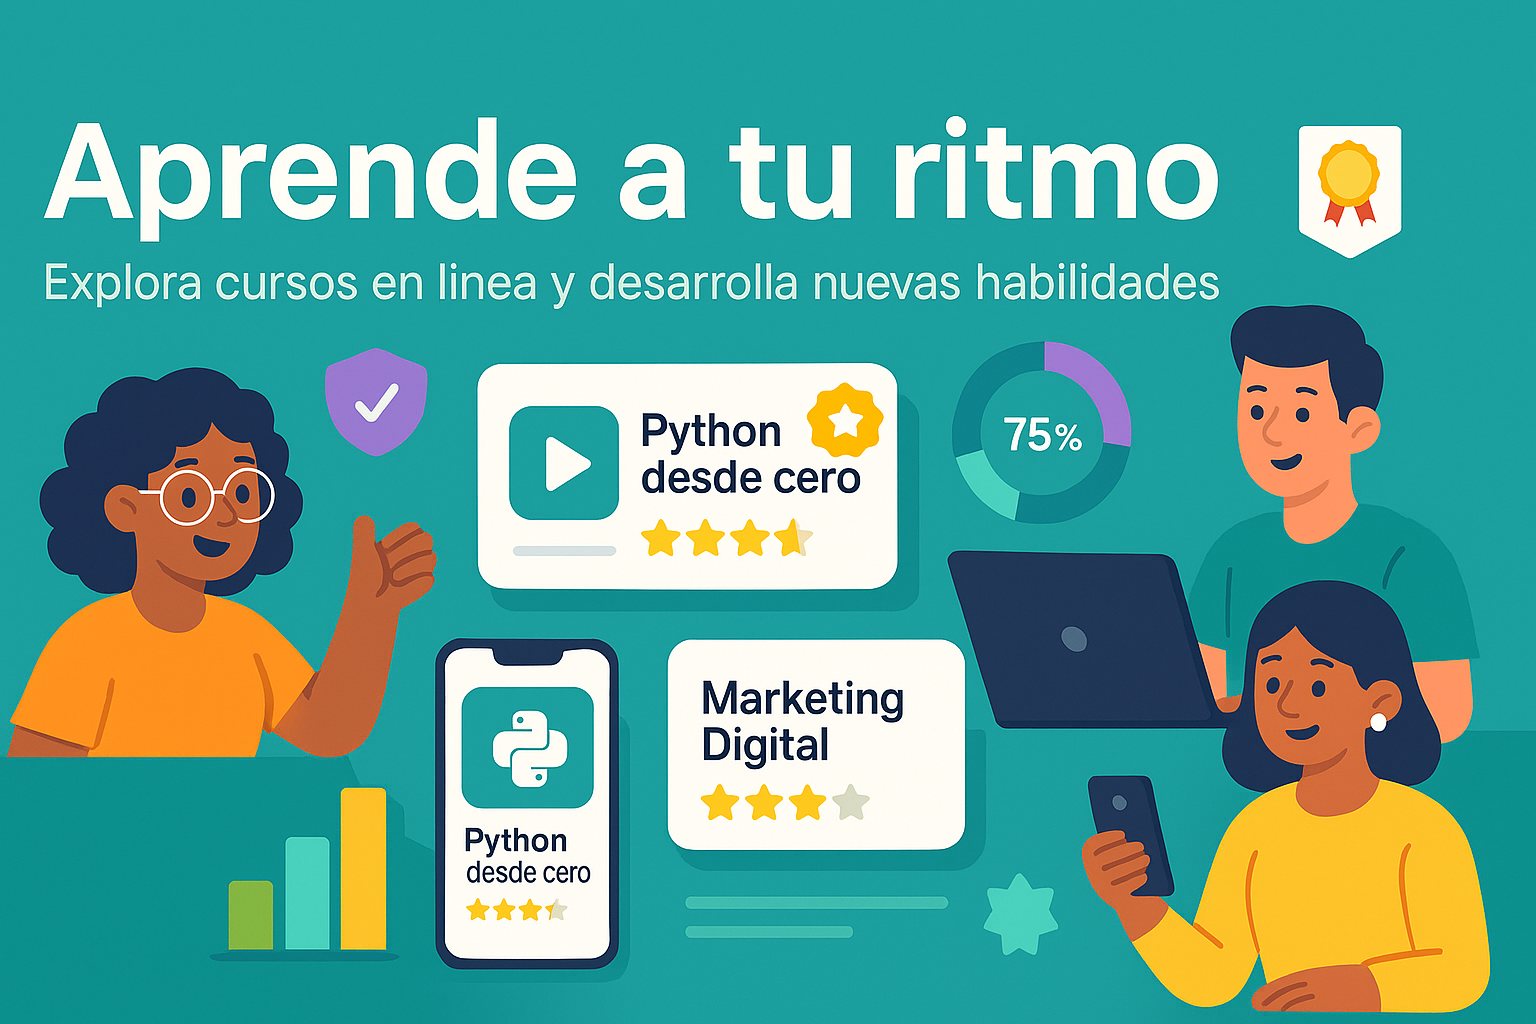 Aprende a tu ritmo
Explora cursos en linea y desarrolla nuevas habilidades
Python
desde cero
75%
Python
desde cero
Marketing
Digital